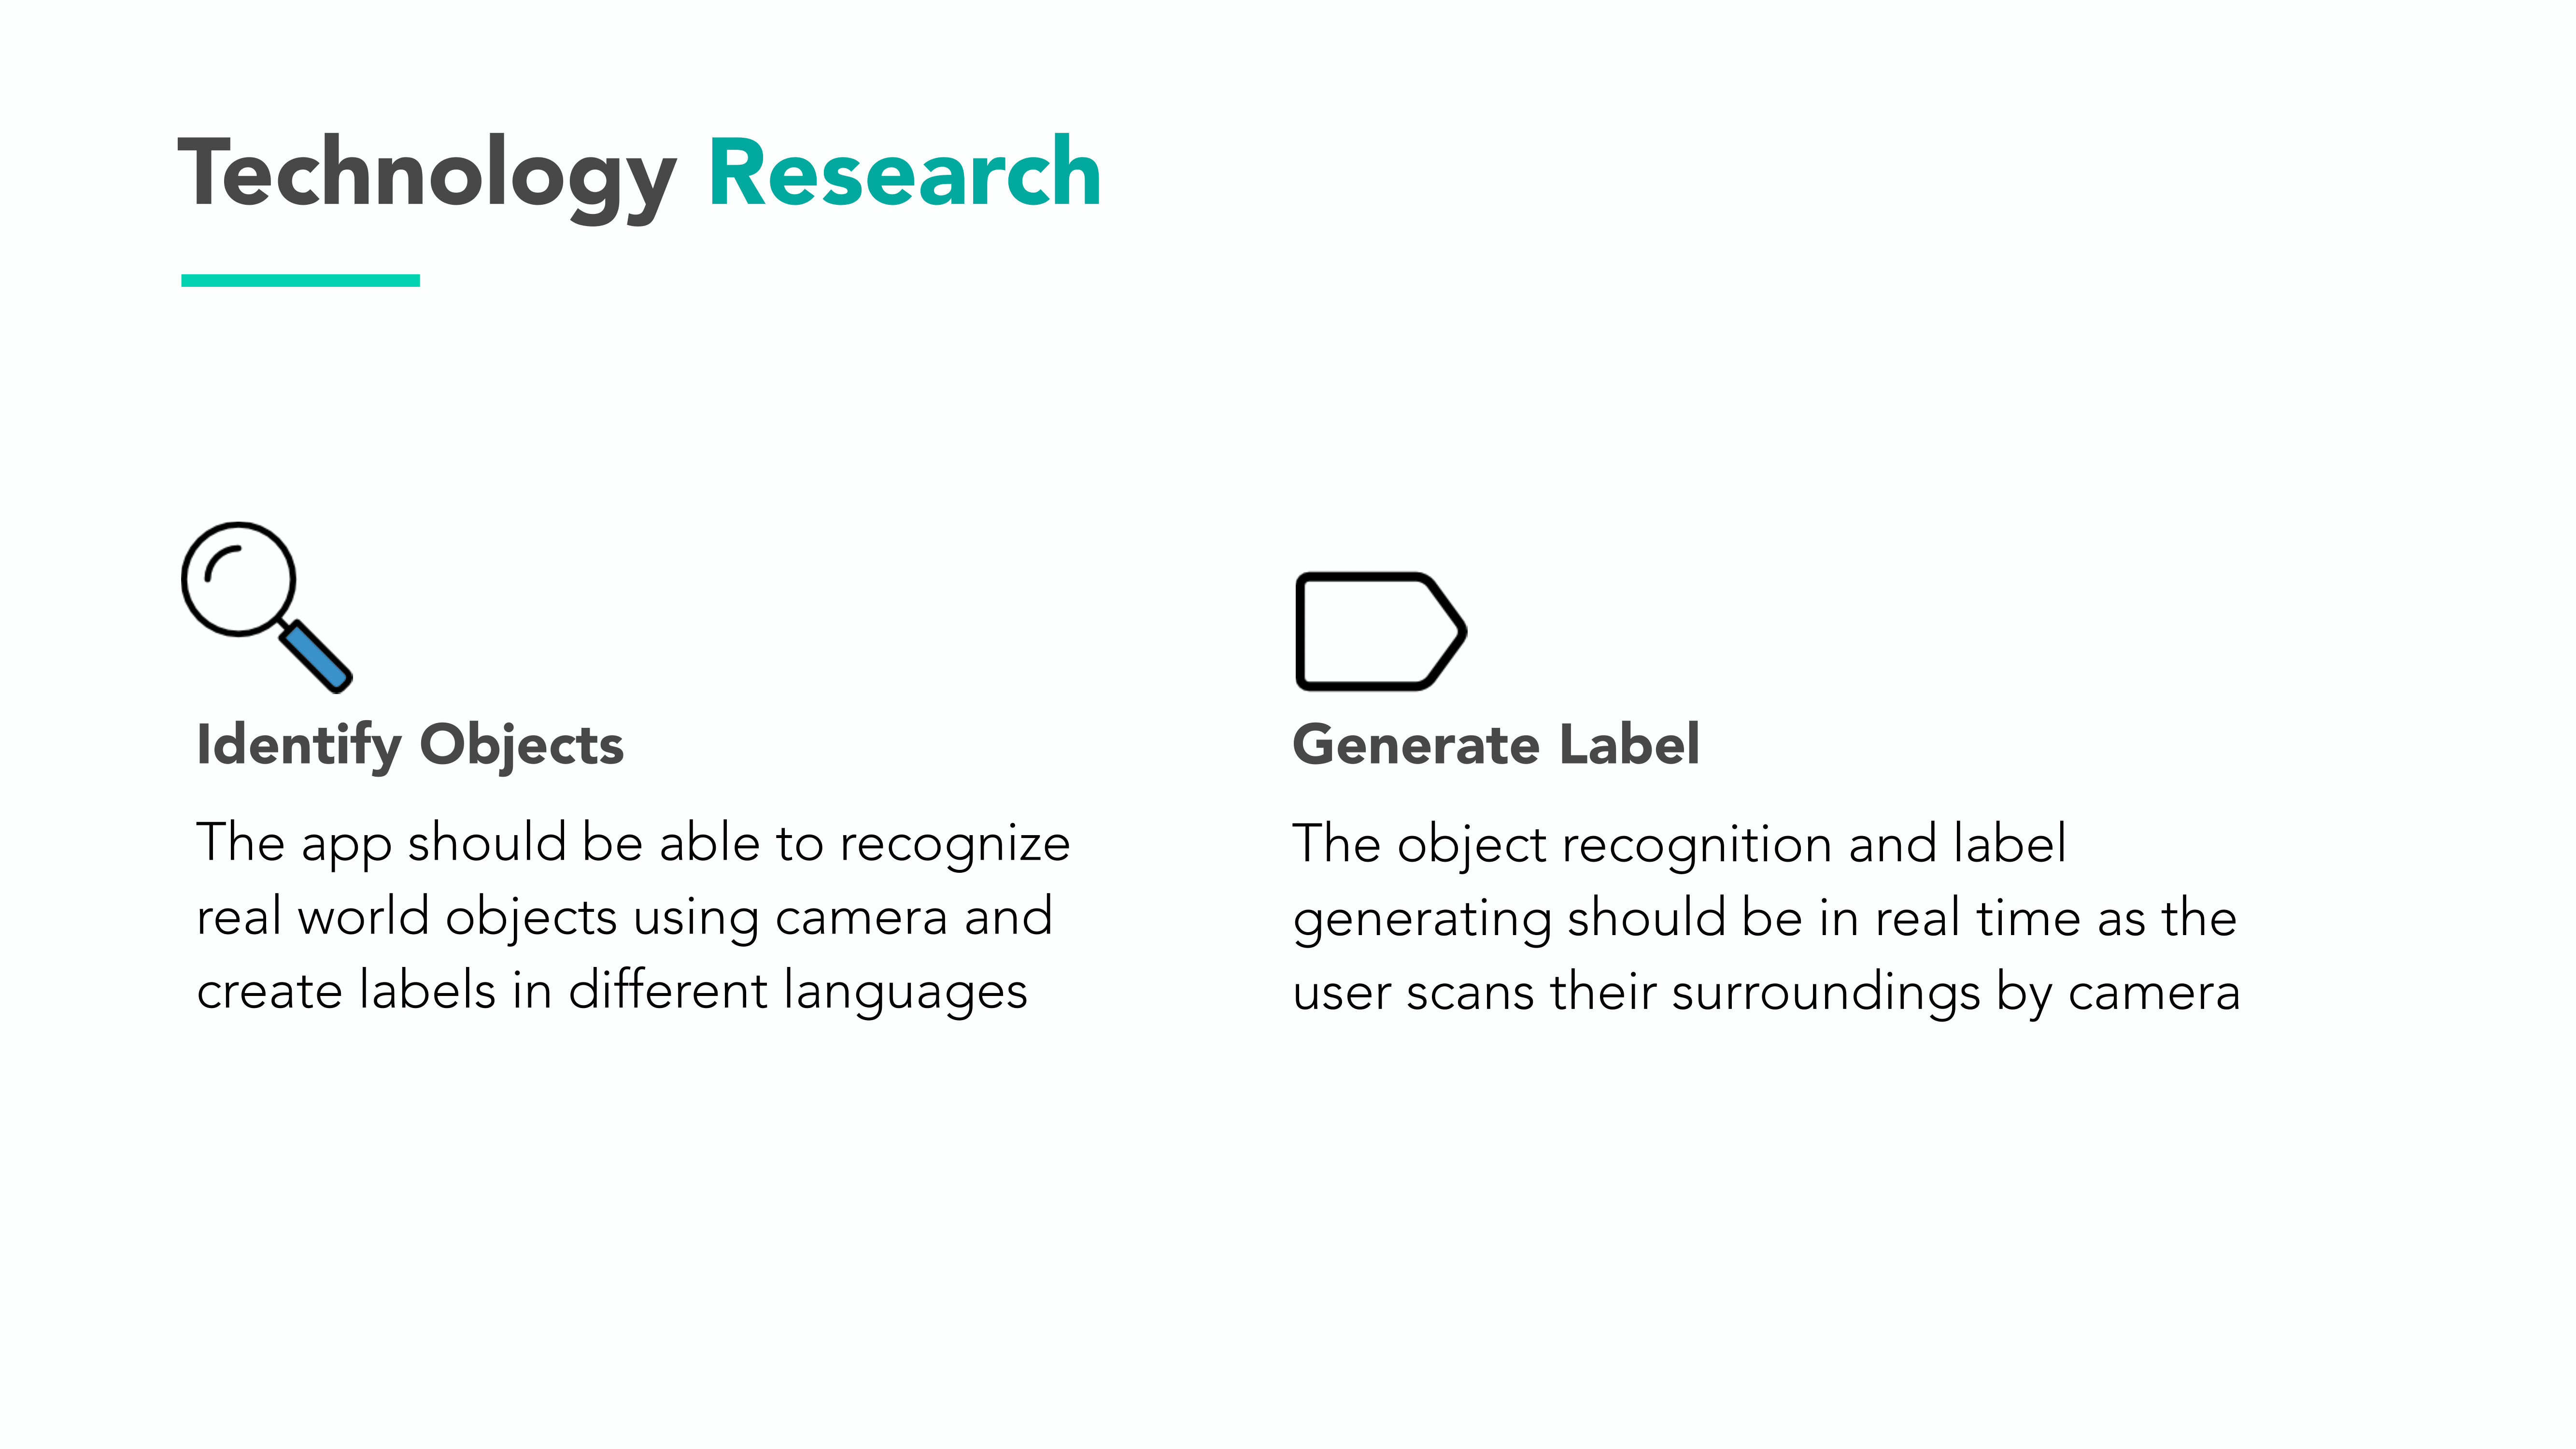 Technology Research
Identify Objects
The app should be able to recognize
real world objects using camera and
create labels in different languages
Generate Label
The object recognition and label
generating should be in real time as the
user scans their surroundings by camera